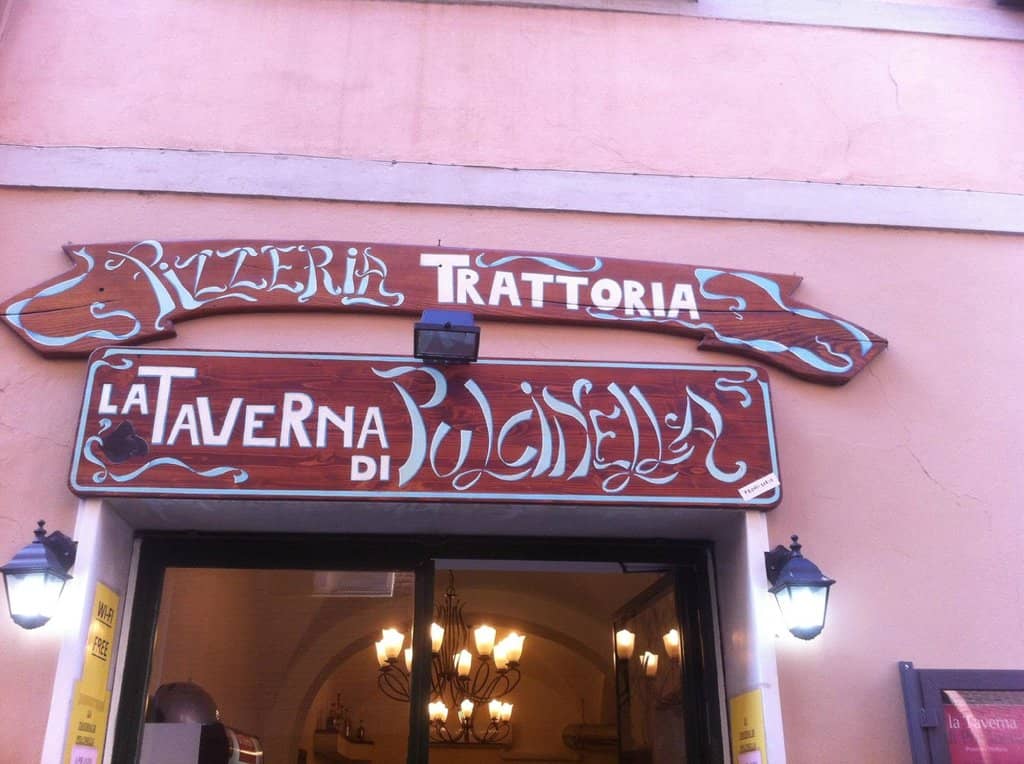 PIZZERIA TRATTORIA
LA TAVERNA DI PULCINELLA
WI-FI
FREE
la Taverna